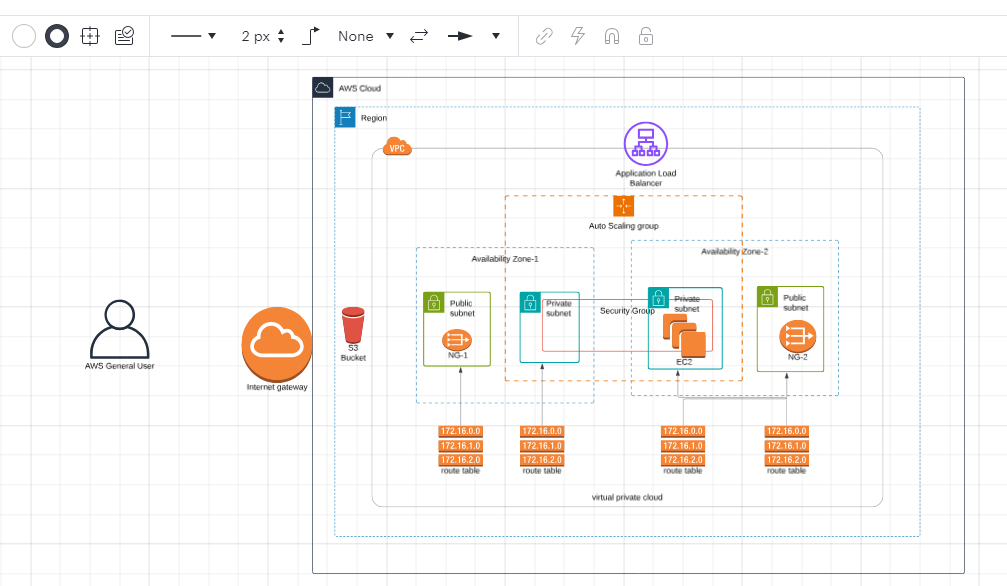 2 px
None
AWS Cloud
Region
VPC
Application Load
Balancer
Auto Scaling group
Availability Zone-1
Availability Zone-2
Public
subnet
NG-1
Private
subnet
Security Group
Private
subnet
EC2
Public
subnet
NG-2
S3
Bucket
AWS General User
Internet gateway
172.16.0.0
172.16.1.0
172.16.2.0
route table
172.16.0.0
172.16.1.0
172.16.2.0
route table
172.16.0.0
172.16.1.0
172.16.2.0
route table
172.16.0.0
172.16.1.0
172.16.2.0
route table
virtual private cloud